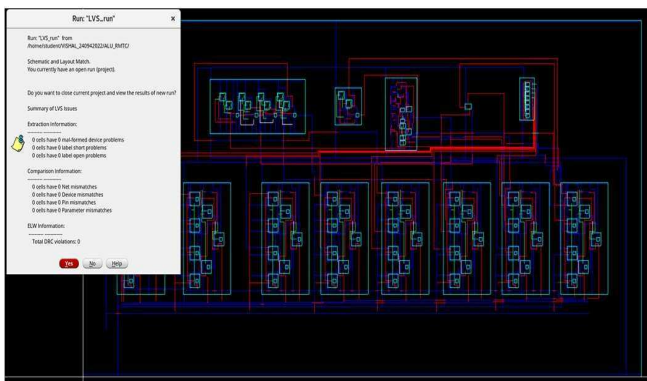 Run: "LVS_run"
×
Run: "LVS_run" from
/home/student/VISHAL_240942022/ALU_RMTC/
Schematic and Layout Match.
You currently have an open run (project).
Do you want to close current project and view the results of new run?
Summary of LVS Issues
Extraction Information:
0 cells have 0 mal-formed device problems
0 cells have 0 label short problems
0 cells have 0 label open problems
Comparison Information:
0 cells have 0 Net mismatches
0 cells have 0 Device mismatches
0 cells have 0 Pin mismatches
0 cells have 0 Parameter mismatches
ELW Information:
Total DRC violations: 0
Yes No Help